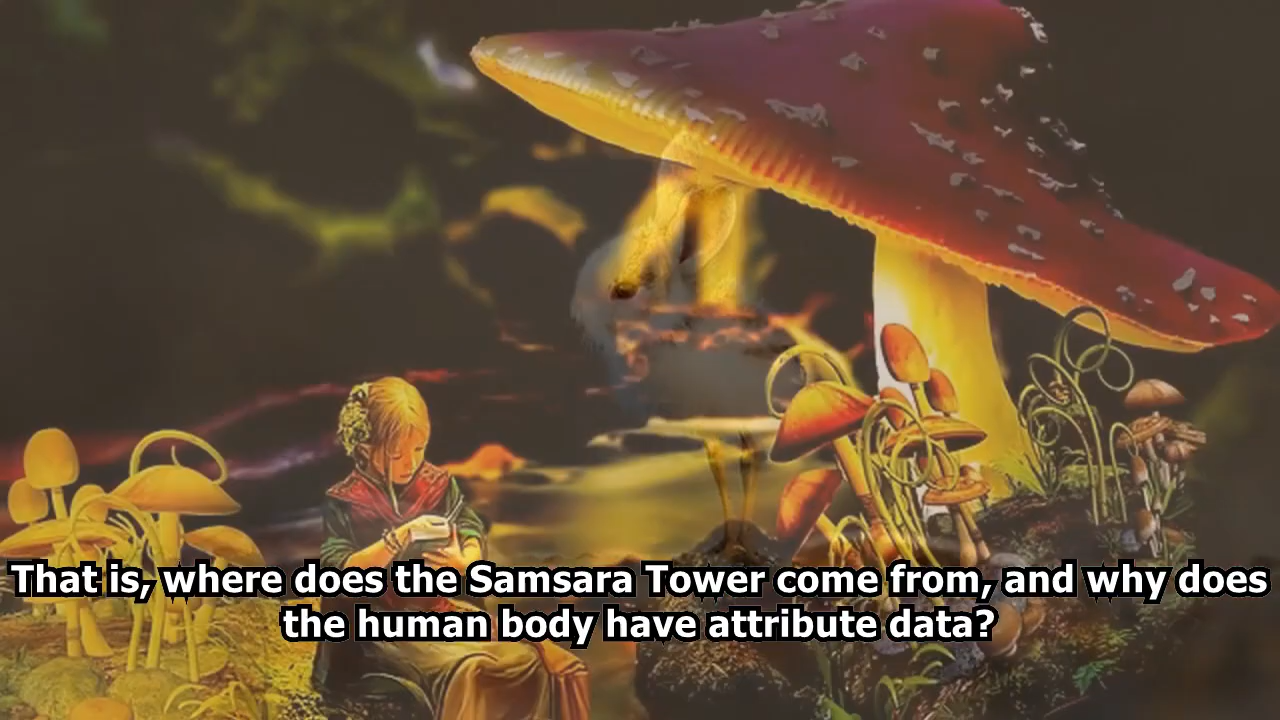 That is, where does the Samsara Tower come from, and why does
the human body have attribute data?